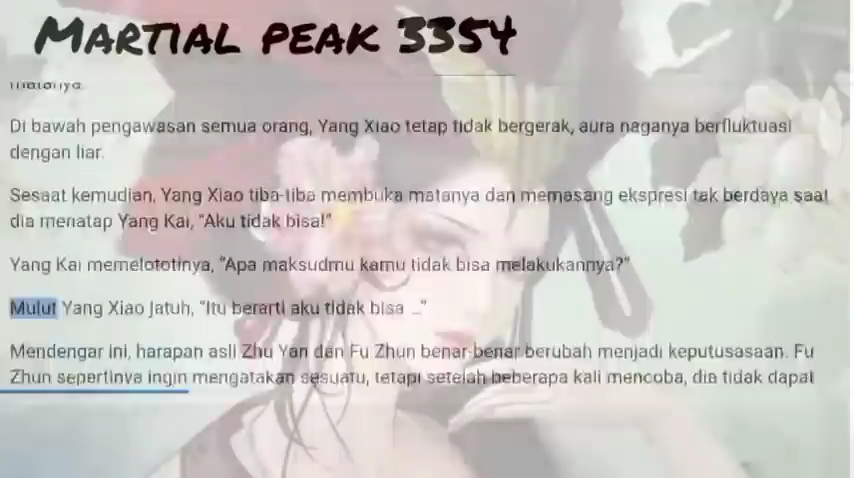 MARTIAL PEAK 3354
matanya.
Di bawah pengawasan semua orang, Yang Xiao tetap tidak bergerak, aura naganya berfluktuasi
dengan liar.
Sesaat kemudian, Yang Xiao tiba-tiba membuka matanya dan memasang ekspresi tak berdaya saat
dia menatap Yang Kai, "Aku tidak bisa!"
Yang Kai memelototinya, "Apa maksudmu kamu tidak bisa melakukannya?"
Mulut Yang Xiao jatuh, "Itu berarti aku tidak bisa ..."
Mendengar ini, harapan asli Zhu Yan dan Fu Zhun benar-benar berubah menjadi keputusasaan. Fu
Zhun sepertinya ingin mengatakan sesuatu, tetapi setelah beberapa kali mencoba, dia tidak dapat